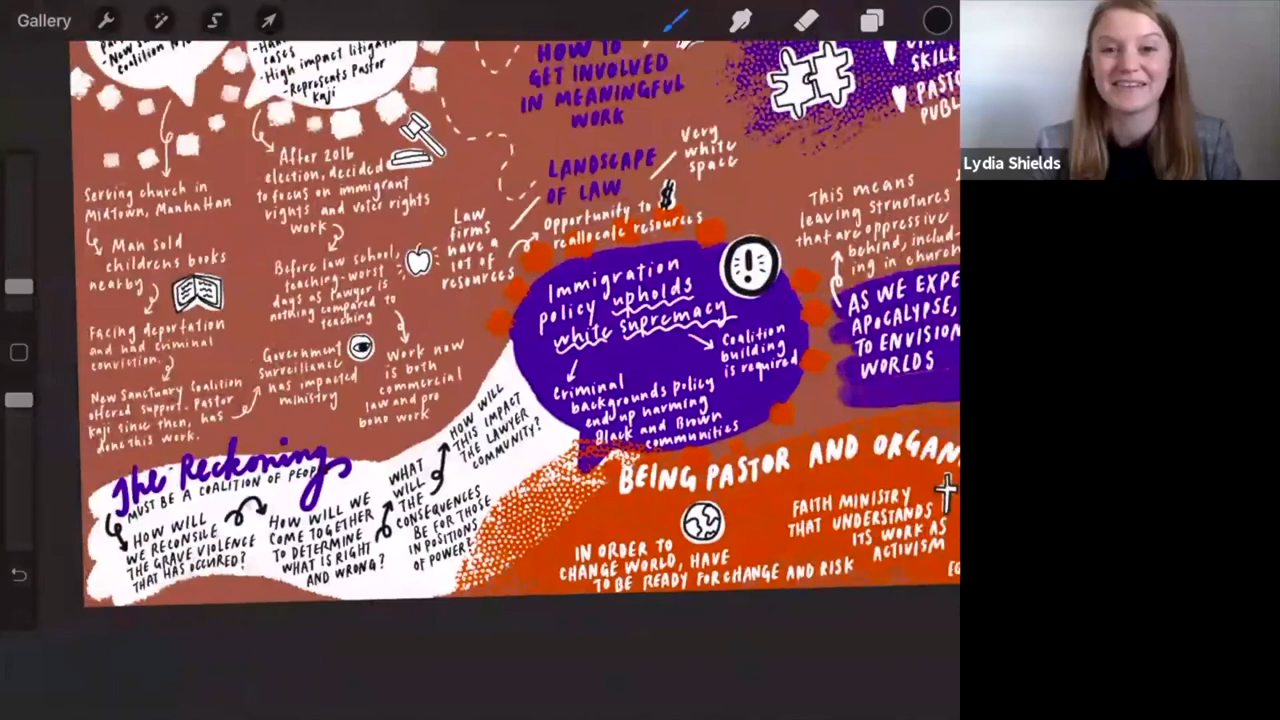 Gallery
- New
coalition
cases
- High impact litigation
- Represents Pastor
Kaji
Serving church in
Midtown, Manhattan
Man sold
childrens books
nearby
Facing deportation
and had criminal
conviction.
New Sanctuary Coalition
offered support. Pastor
Kaji since then, has
done this work.
Government
Surveillance
has impacted
ministry
After 2016
election, decided
to focus on immigrant
rights and voter rights
work
Before law school,
teaching-worst
days as lawyer is
nothing compared to
teaching
Work now
is both
commercial
law and pro
bono work
HOW TO
GET INVOLVED
IN MEANINGFUL
WORK
LANDSCAPE
OF LAW
Very
white
space
Law
firms
have a
lot of
resources
Opportunity to $
reallocate resources
Immigration
policy upholds
white supremacy
Criminal
backgrounds policy
end up harming
Black and Brown
communities
Coalition
building
is required
SKILL
PASTO
PUBL
This means
leaving structures
that are oppressive
behind, includ-
ing in church
AS WE EXPE
APOCALYPSE,
TO ENVISION
WORLDS
The Reckoning
MUST BE A COALITION OF PEOP
HOW WILL
WE RECONSILE
THE GRAVE VIOLENCE
THAT HAS OCCURED?
HOW WILL WE
COME TOGETHER
TO DETERMINE
WHAT IS RIGHT
AND WRONG?
WHAT
WILL
THE
CONSEQUENCES
BE FOR THOSE
IN POSITIONS
OF POWER?
HOW WILL
THIS IMPACT
THE LAWYER
COMMUNITY?
BEING PASTOR AND ORGAN
IN ORDER TO
CHANGE WORLD, HAVE
TO BE READY FOR CHANGE AND RISK
FAITH MINISTRY
THAT UNDERSTANDS
ITS WORK AS
ACTIVISM
Lydia Shields